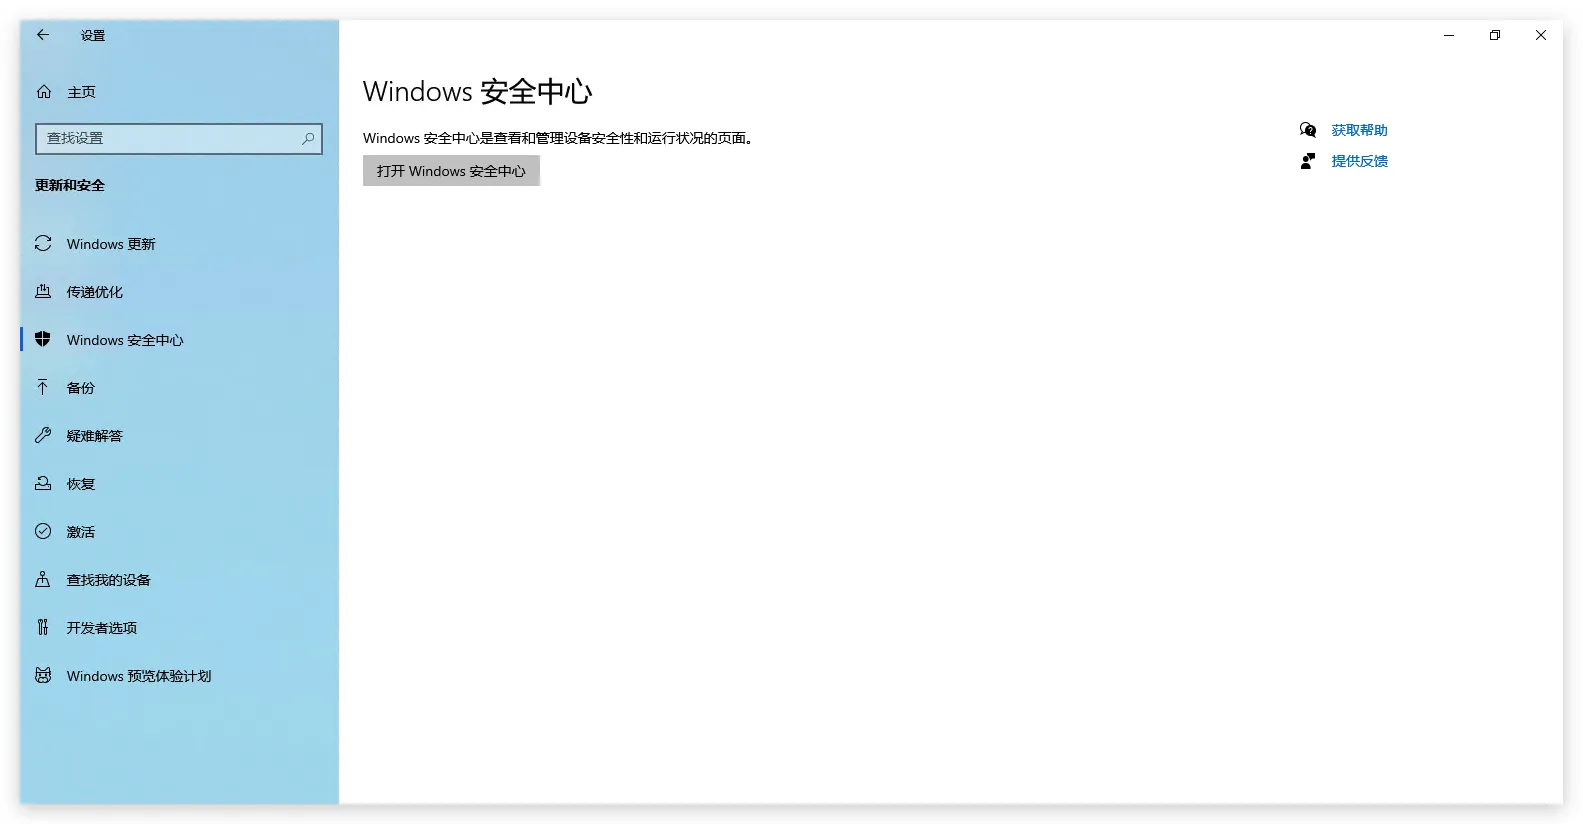 设置
主页
查找设置
更新和安全
Windows 更新
传递优化
Windows 安全中心
备份
疑难解答
恢复
激活
查找我的设备
开发者选项
Windows 预览体验计划
Windows 安全中心
Windows 安全中心是查看和管理设备安全性和运行状况的页面。
打开 Windows 安全中心
获取帮助
提供反馈